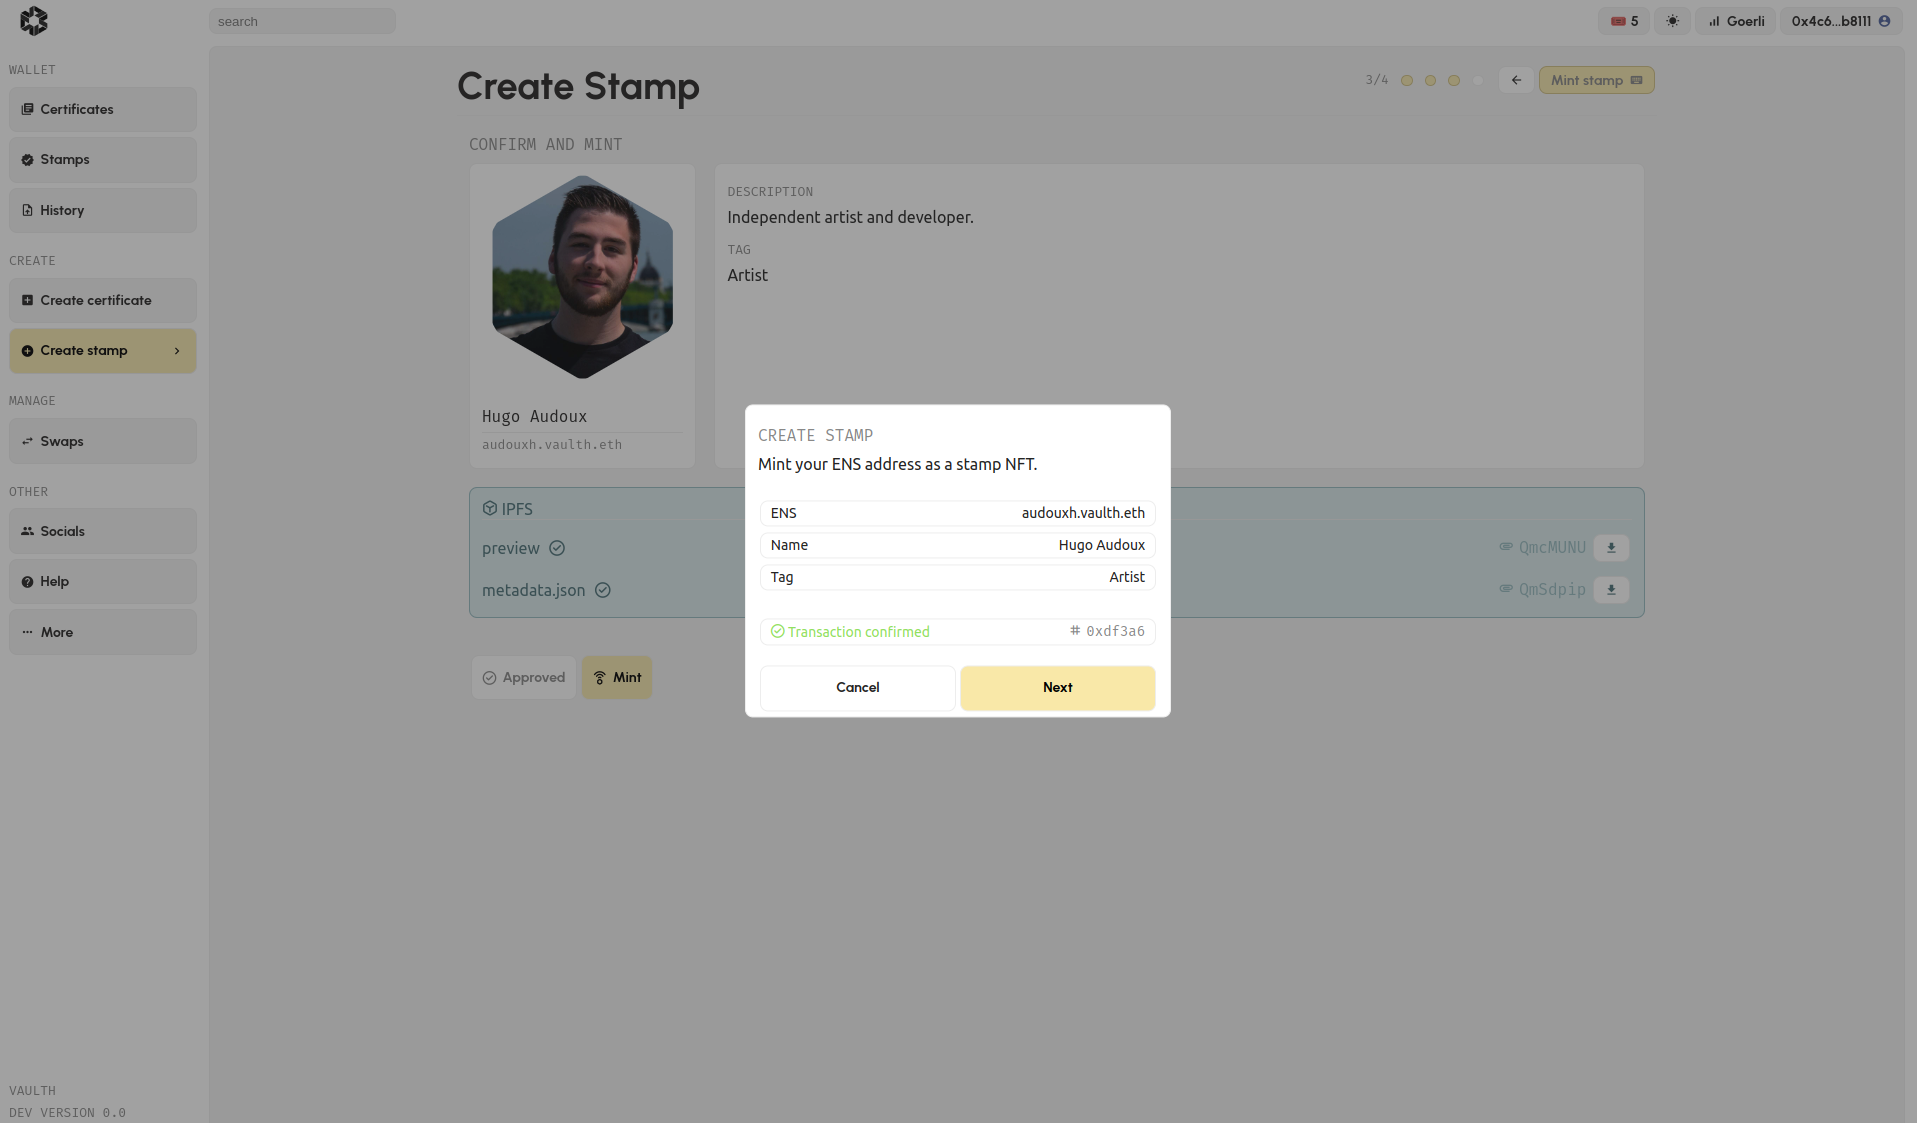 search
5
Goerli
0x4c6...b8111
WALLET
Certificates
Stamps
History
CREATE
Create certificate
Create stamp
MANAGE
Swaps
OTHER
Socials
Help
More
VAULTH
DEV VERSION 0.0
Create Stamp
3/4
Mint stamp
CONFIRM AND MINT
Hugo Audoux
audouxh.vaulth.eth
DESCRIPTION
Independent artist and developer.
TAG
Artist
IPFS
preview
QmcMUNU
metadata.json
QmSdpip
Approved
Mint
CREATE STAMP
Mint your ENS address as a stamp NFT.
ENS audouxh.vaulth.eth
Name Hugo Audoux
Tag Artist
Transaction confirmed # 0xdf3a6
Cancel
Next